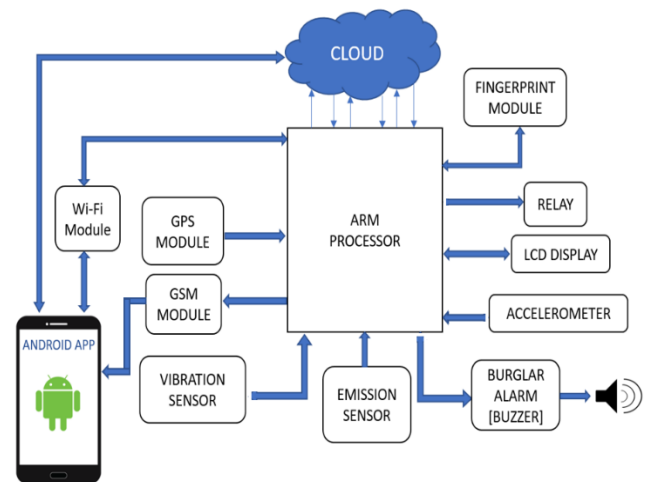 CLOUD
FINGERPRINT
MODULE
Wi-Fi
Module
GPS
MODULE
ARM
PROCESSOR
RELAY
LCD DISPLAY
GSM
MODULE
ACCELEROMETER
ANDROID APP
VIBRATION
SENSOR
EMISSION
SENSOR
BURGLAR
ALARM
[BUZZER]